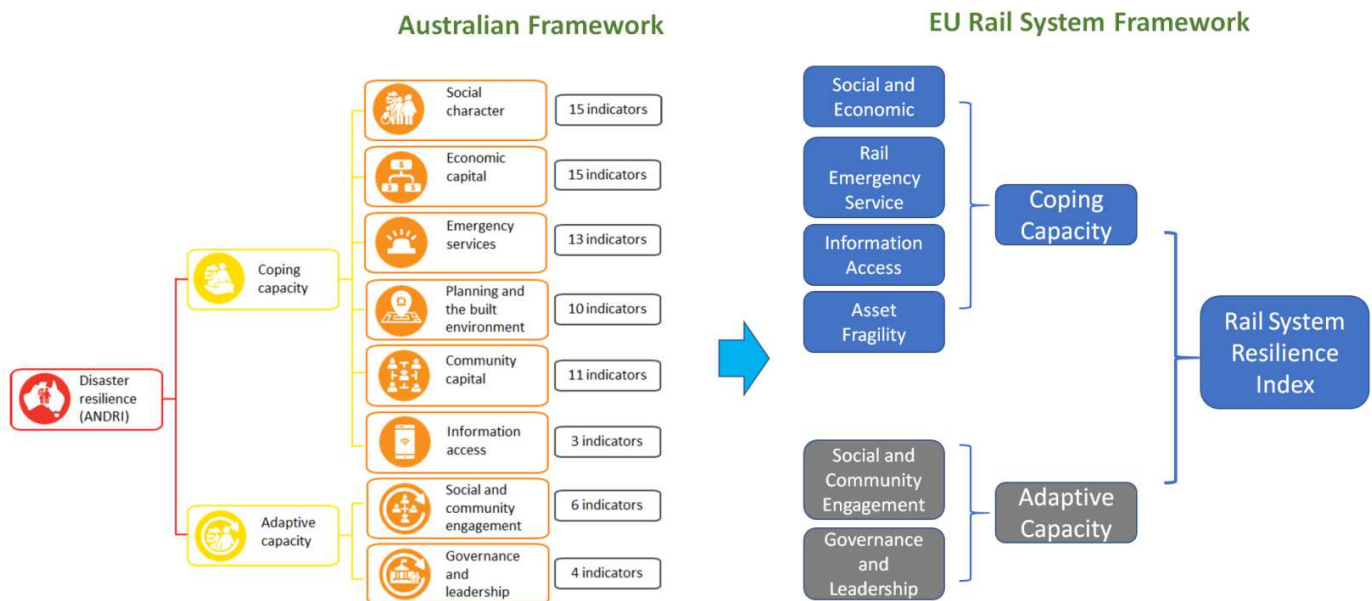 Australian Framework
EU Rail System Framework
Disaster
resilience
(ANDRI)
Coping
capacity
Adaptive
capacity
Social
character
15 indicators
Economic
capital
15 indicators
Emergency
services
13 indicators
Planning and
the built
environment
10 indicators
Community
capital
11 indicators
Information
access
3 indicators
Social and
community
engagement
6 indicators
Governance
and
leadership
4 indicators
Social and
Economic
Rail
Emergency
Service
Information
Access
Asset
Fragility
Coping
Capacity
Social and
Community
Engagement
Governance
and
Leadership
Adaptive
Capacity
Rail System
Resilience
Index